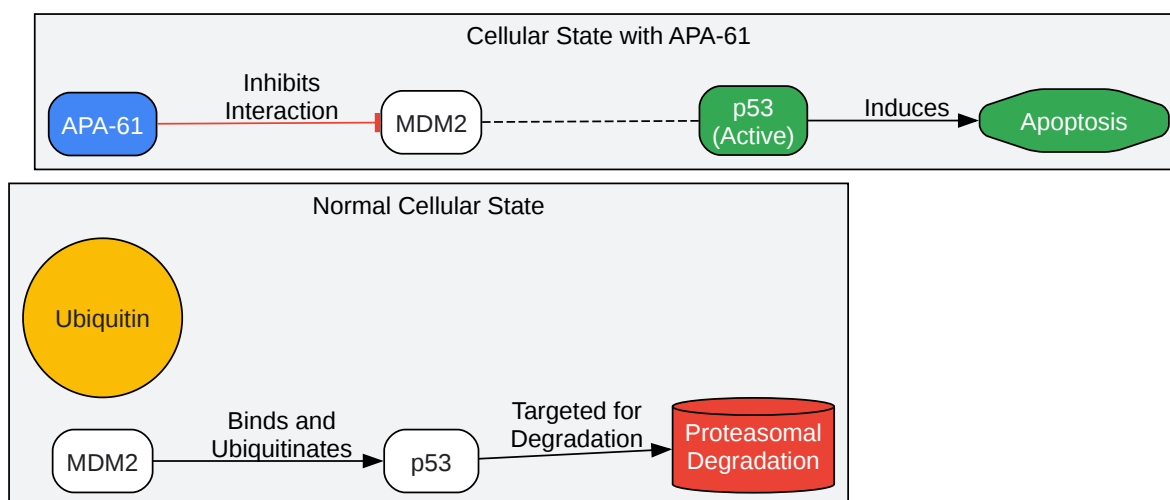 Cellular State with APA-61
APA-61
Inhibits
Interaction
MDM2
p53
(Active)
Induces
Apoptosis
Normal Cellular State
Ubiquitin
MDM2
Binds and
Ubiquitinates
p53
Targeted for
Degradation
Proteasomal
Degradation